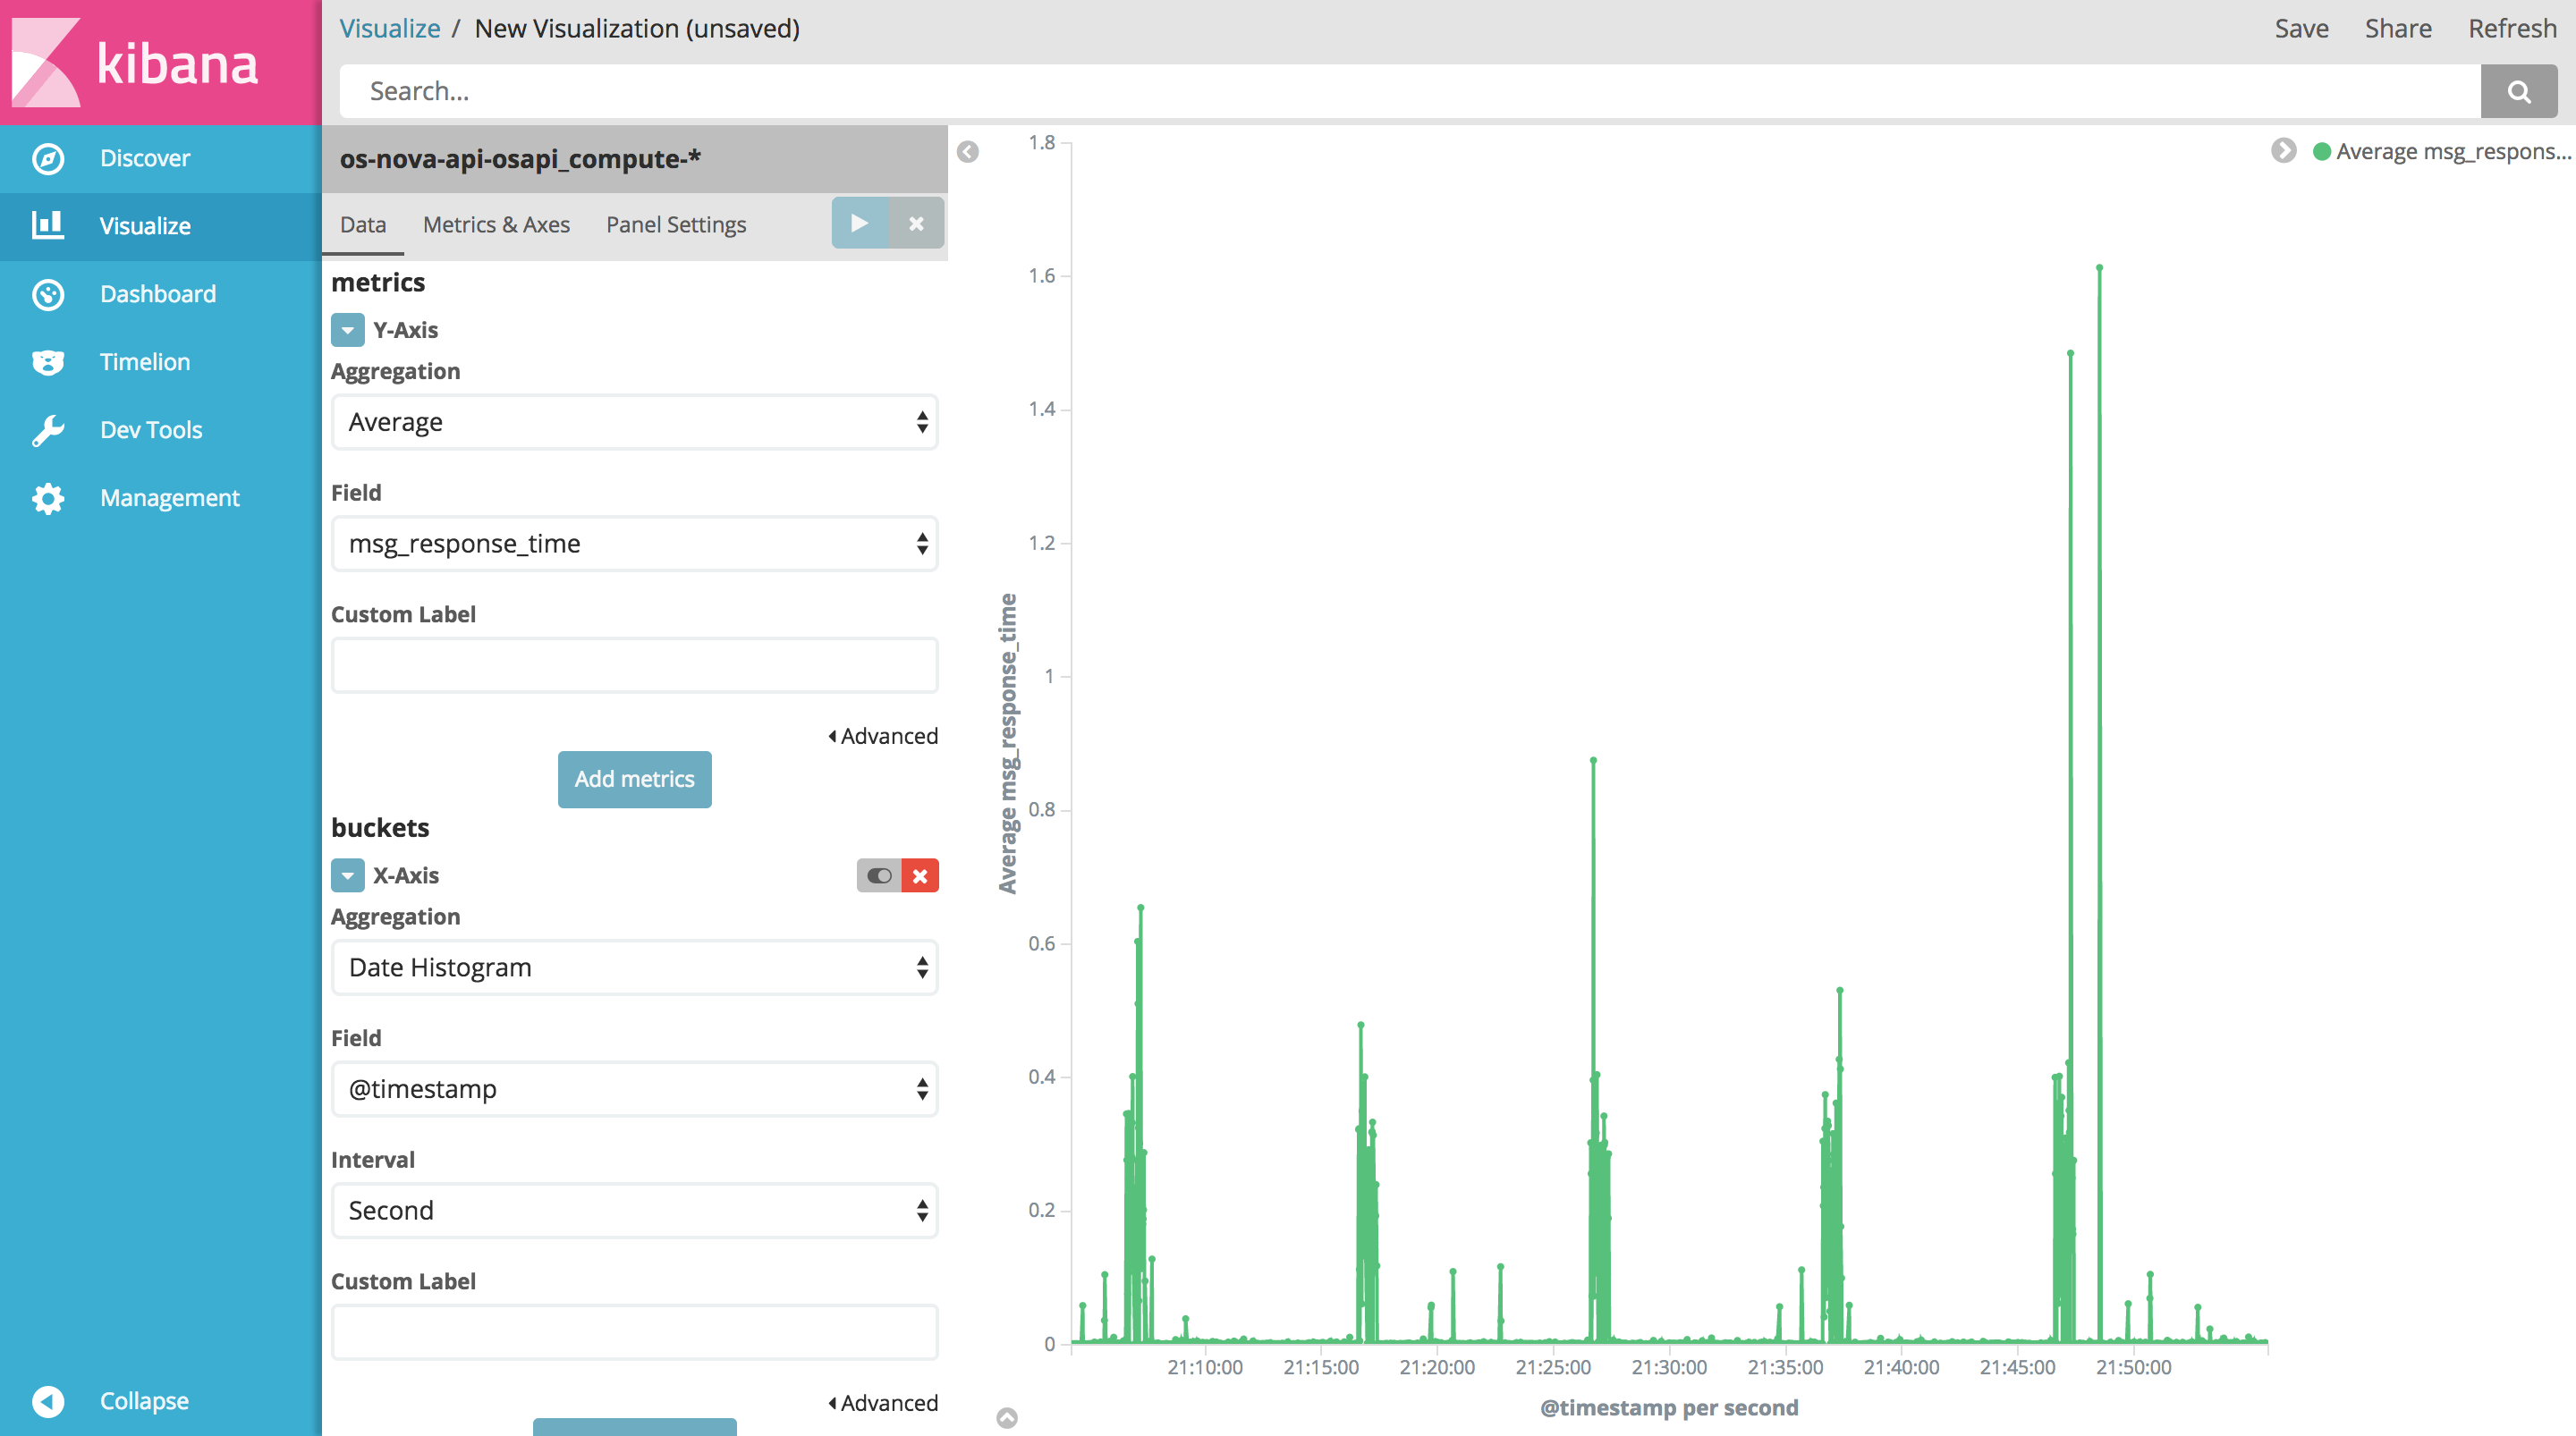 kibana
Discover
Visualize
Dashboard
Timelion
Dev Tools
Management
Collapse
Visualize / New Visualization (unsaved)
Save Share Refresh
Search...
os-nova-api-osapi_compute-*
Data Metrics & Axes Panel Settings
metrics
Y-Axis
Aggregation
Average
Field
msg_response_time
Custom Label
Advanced
Add metrics
buckets
X-Axis
Aggregation
Date Histogram
Field
@timestamp
Interval
Second
Custom Label
Advanced
Average msg_respons...
Average msg_response_time
1.8
1.6
1.4
1.2
1
0.8
0.6
0.4
0.2
0
21:10:00 21:15:00 21:20:00 21:25:00 21:30:00 21:35:00 21:40:00 21:45:00 21:50:00
@timestamp per second